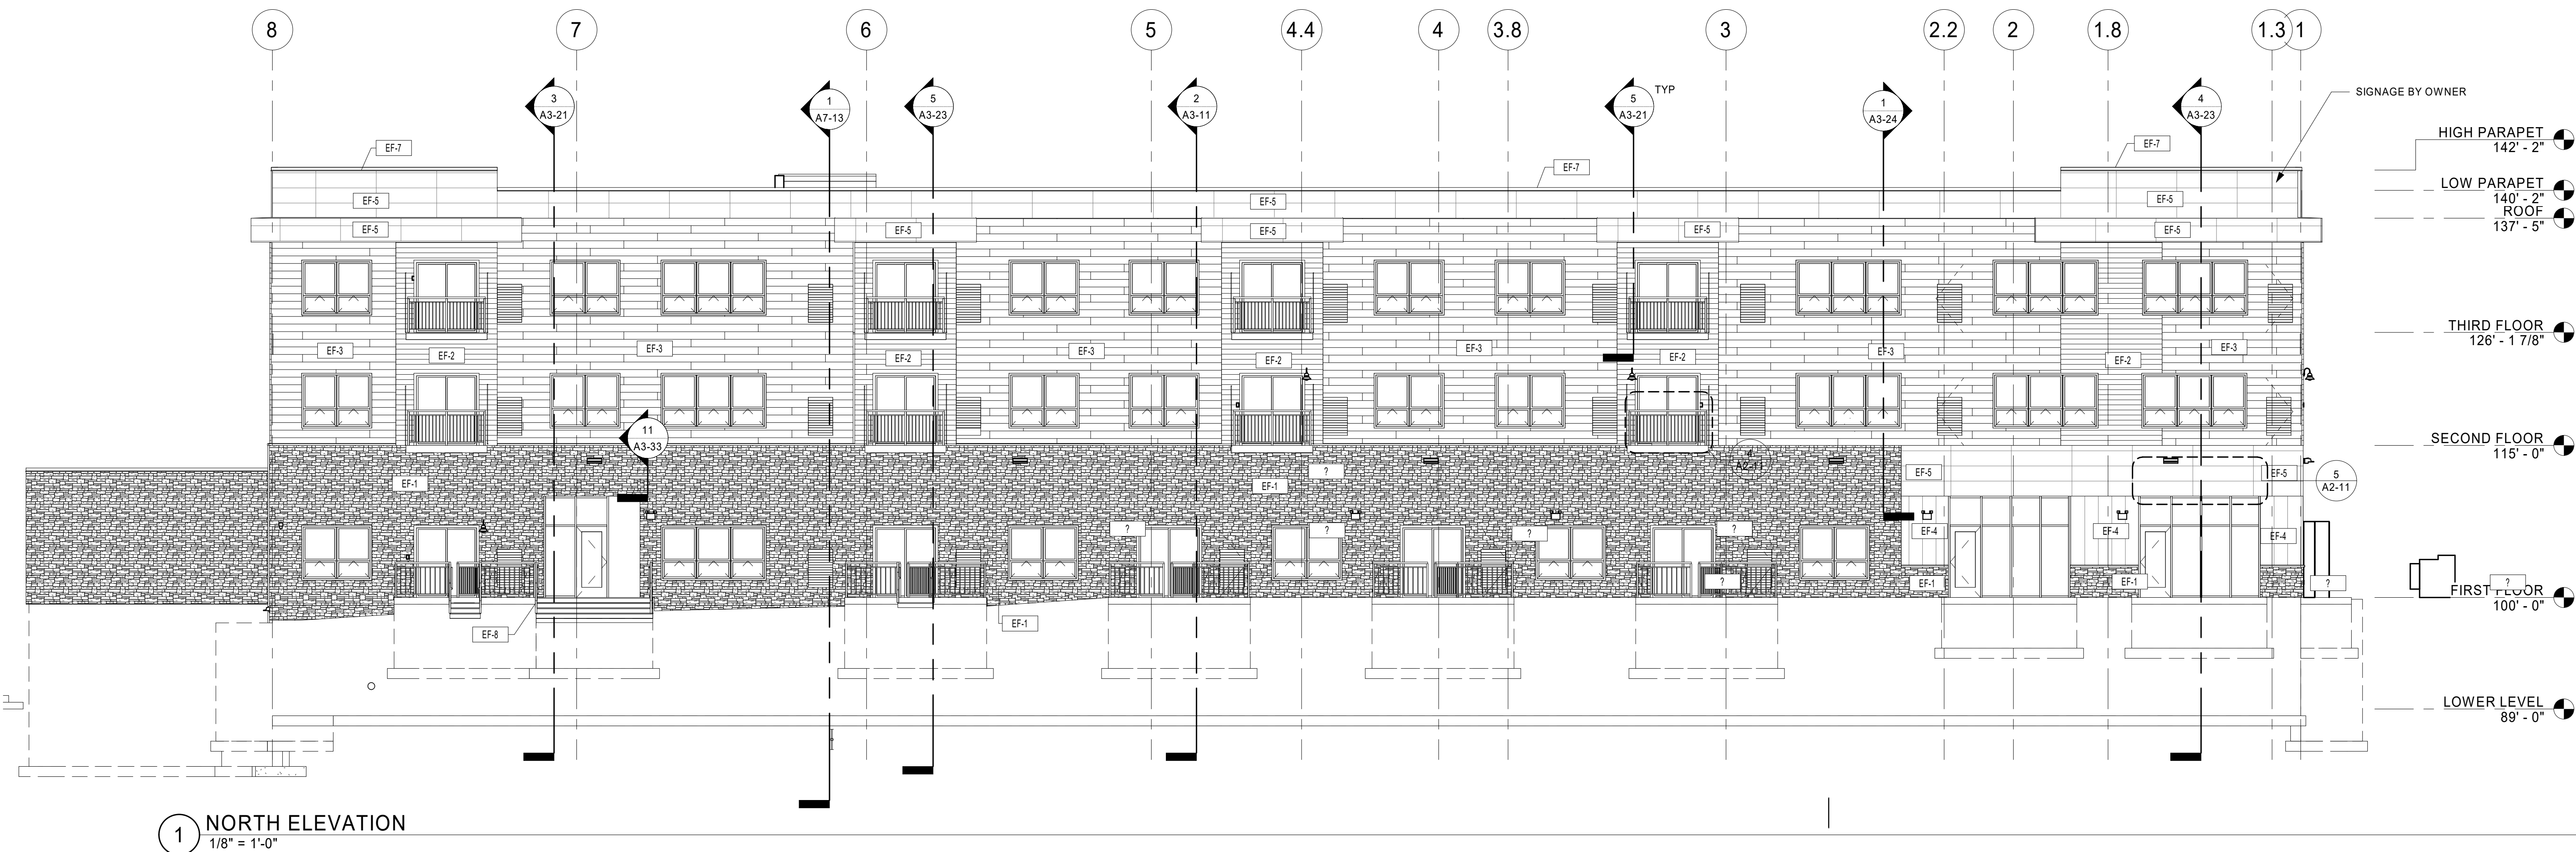 8 7 6 5 4.4 4 3.8 3 2.2 2 1.8 1.3 1
3
A3-21
1
A7-13
5
A3-23
2
A3-11
5
A3-21
TYP
1
A3-24
4
A3-23
SIGNAGE BY OWNER
HIGH PARAPET
142' - 2"
EF-7
EF-7
EF-7
LOW PARAPET
140' - 2"
EF-5
EF-5
EF-5
ROOF
137' - 5"
EF-5
EF-5
EF-5
EF-5
EF-5
THIRD FLOOR
126' - 1 7/8"
EF-3
EF-2
EF-3
EF-2
EF-3
EF-2
EF-3
EF-2
EF-3
EF-2
EF-3
11
A3-33
SECOND FLOOR
115' - 0"
4
A2-11
?
EF-5
EF-5
5
A2-11
EF-1
EF-1
?
?
?
?
EF-4
EF-4
EF-4
?
EF-1
EF-1
?
?
FIRST FLOOR
100' - 0"
EF-8
EF-1
LOWER LEVEL
89' - 0"
1
NORTH ELEVATION
1/8" = 1'-0"